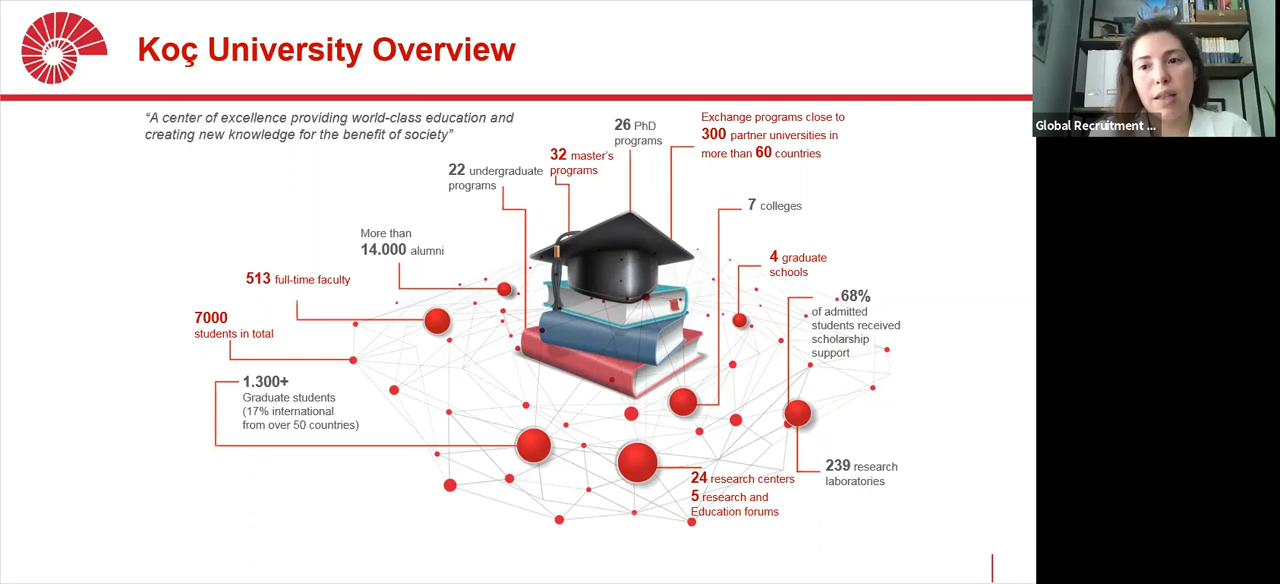 Koç University Overview
“A center of excellence providing world-class education and
creating new knowledge for the benefit of society”
26 PhD
programs
Exchange programs close to
300 partner universities in
more than 60 countries
32 master’s
programs
22 undergraduate
programs
7 colleges
More than
14.000 alumni
4 graduate
schools
513 full-time faculty
68%
of admitted
students received
scholarship
support
7000
students in total
1.300+
Graduate students
(17% international
from over 50 countries)
239 research
laboratories
24 research centers
5 research and
Education forums
Global Recruitment ...